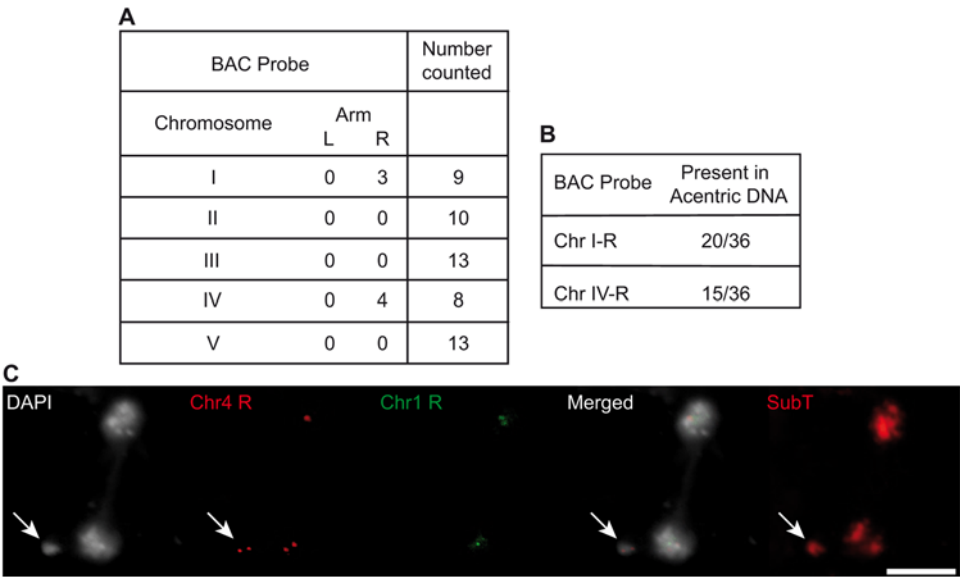 A
BAC Probe
Number
counted
Chromosome
Arm
L R
I 0 3 9
II 0 0 10
III 0 0 13
IV 0 4 8
V 0 0 13
B
BAC Probe
Present in
Acentric DNA
Chr I-R 20/36
Chr IV-R 15/36
C
DAPI Chr4 R Chr1 R Merged SubT